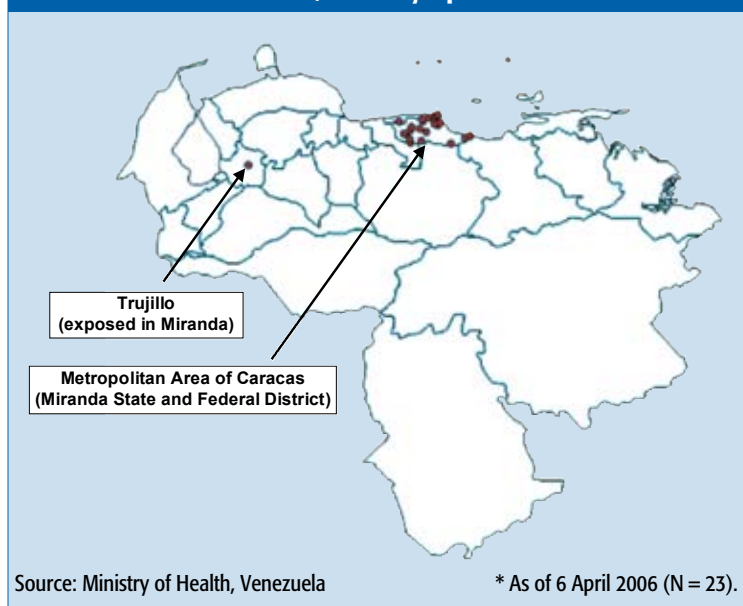 Trujillo
(exposed in Miranda)
Metropolitan Area of Caracas
(Miranda State and Federal District)
Source: Ministry of Health, Venezuela
* As of 6 April 2006 (N = 23).